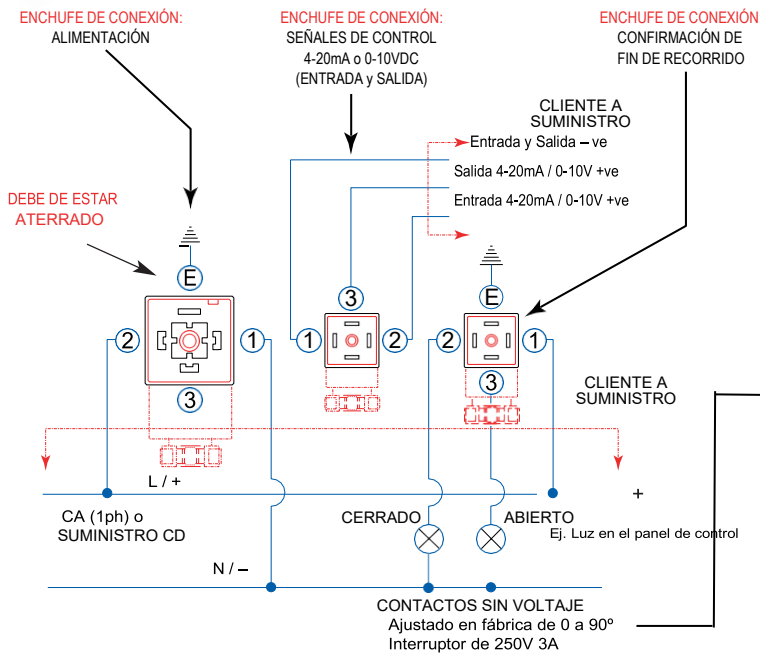 ENCHUFE DE CONEXIÓN:
ALIMENTACIÓN
ENCHUFE DE CONEXIÓN:
SEÑALES DE CONTROL
4-20mA o 0-10VDC
(ENTRADA y SALIDA)
ENCHUFE DE CONEXIÓN
CONFIRMACIÓN DE
FIN DE RECORRIDO
CLIENTE A
SUMINISTRO
Entrada y Salida – ve
Salida 4-20mA / 0-10V +ve
Entrada 4-20mA / 0-10V +ve
DEBE DE ESTAR
ATERRADO
E
2
1
3
3
1
2
E
2
1
3
CLIENTE A
SUMINISTRO
L / +
+
CA (1ph) o
SUMINISTRO CD
CERRADO
ABIERTO
Ej. Luz en el panel de control
N / –
CONTACTOS SIN VOLTAJE
Ajustado en fábrica de 0 a 90º
Interruptor de 250V 3A